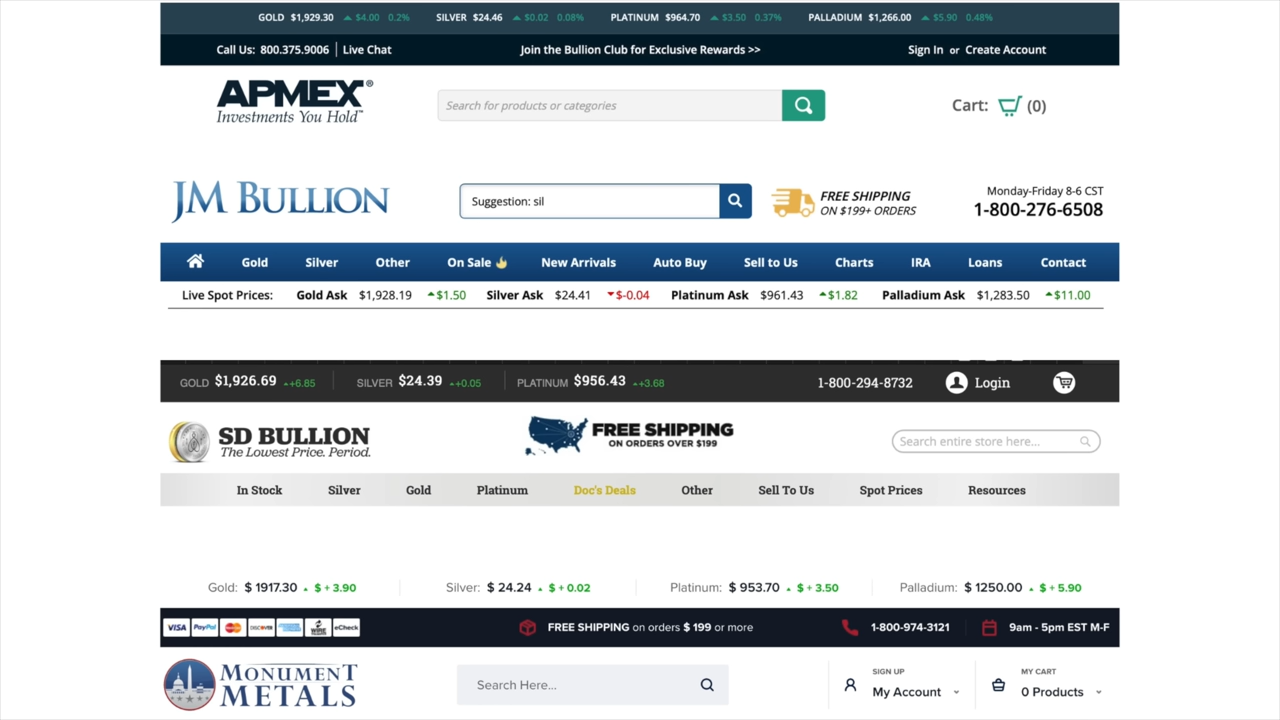 GOLD $1,929.30 ▲ $4.00 0.2% SILVER $24.46 ▲ $0.02 0.08% PLATINUM $964.70 ▲ $3.50 0.37% PALLADIUM $1,266.00 ▲ $5.90 0.48%
Call Us: 800.375.9006 | Live Chat Join the Bullion Club for Exclusive Rewards >> Sign In or Create Account
APMEX®
Investments You Hold™
Search for products or categories
Cart: (0)
JM BULLION
Suggestion: sil
FREE SHIPPING
ON $199+ ORDERS
Monday-Friday 8-6 CST
1-800-276-6508
Gold Silver Other On Sale New Arrivals Auto Buy Sell to Us Charts IRA Loans Contact
Live Spot Prices: Gold Ask $1,928.19 ▲$1.50 Silver Ask $24.41 ▼$-0.04 Platinum Ask $961.43 ▲$1.82 Palladium Ask $1,283.50 ▲$11.00
GOLD $1,926.69 ▲+6.85 SILVER $24.39 ▲+0.05 PLATINUM $956.43 ▲+3.68 1-800-294-8732 Login
SD BULLION
The Lowest Price. Period.
FREE SHIPPING
ON ORDERS OVER $199
Search entire store here...
In Stock Silver Gold Platinum Doc's Deals Other Sell To Us Spot Prices Resources
Gold: $ 1917.30 ▲ $ + 3.90 Silver: $ 24.24 ▲ $ + 0.02 Platinum: $ 953.70 ▲ $ + 3.50 Palladium: $ 1250.00 ▲ $ + 5.90
VISA PayPal DISCOVER eCheck FREE SHIPPING on orders $ 199 or more 1-800-974-3121 9am - 5pm EST M-F
MONUMENT
METALS
Search Here...
SIGN UP
My Account
MY CART
0 Products